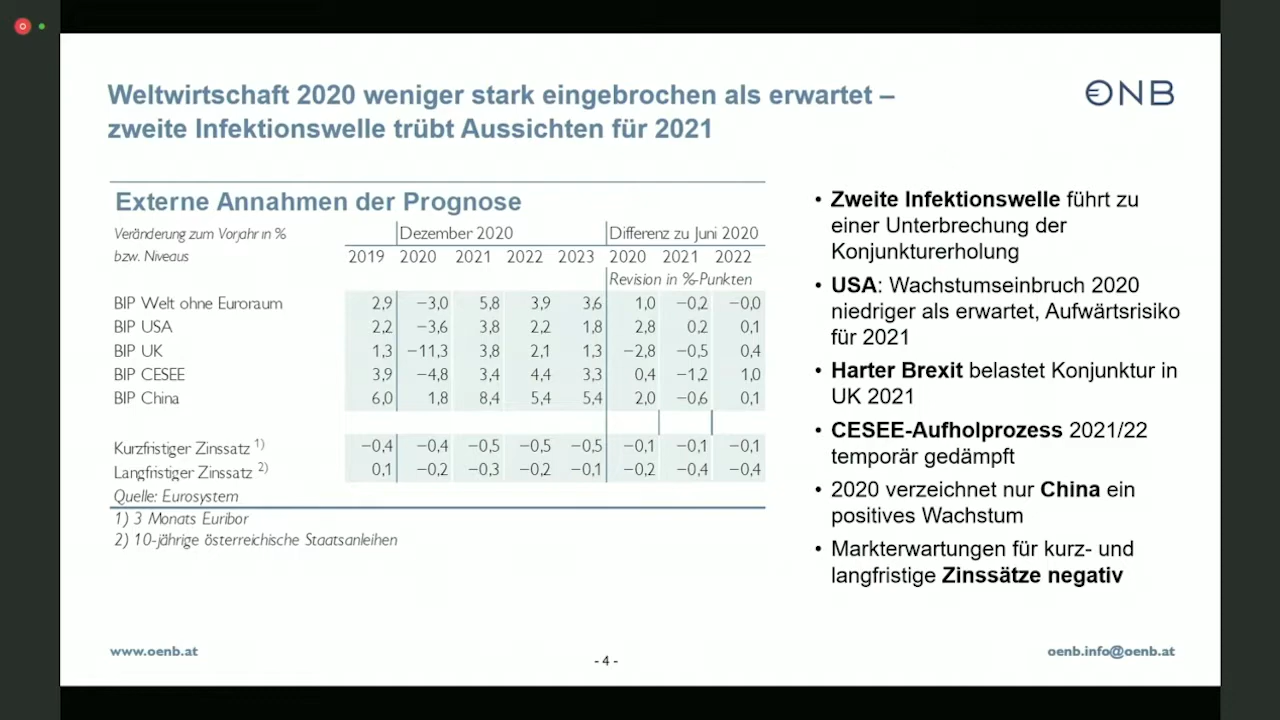 Weltwirtschaft 2020 weniger stark eingebrochen als erwartet –
zweite Infektionswelle trübt Aussichten für 2021
ONB
Externe Annahmen der Prognose
Veränderung zum Vorjahr in % Dezember 2020 Differenz zu Juni 2020
bzw. Niveaus 2019 2020 2021 2022 2023 2020 2021 2022
Revision in %-Punkten
BIP Welt ohne Euroraum 2,9 −3,0 5,8 3,9 3,6 1,0 −0,2 −0,0
BIP USA 2,2 −3,6 3,8 2,2 1,8 2,8 0,2 0,1
BIP UK 1,3 −11,3 3,8 2,1 1,3 −2,8 −0,5 0,4
BIP CESEE 3,9 −4,8 3,4 4,4 3,3 0,4 −1,2 1,0
BIP China 6,0 1,8 8,4 5,4 5,4 2,0 −0,6 0,1
Kurzfristiger Zinssatz 1) −0,4 −0,4 −0,5 −0,5 −0,5 −0,1 −0,1 −0,1
Langfristiger Zinssatz 2) 0,1 −0,2 −0,3 −0,2 −0,1 −0,2 −0,4 −0,4
Quelle: Eurosystem
1) 3 Monats Euribor
2) 10-jährige österreichische Staatsanleihen
• Zweite Infektionswelle führt zu
einer Unterbrechung der
Konjunkturerholung
• USA: Wachstumseinbruch 2020
niedriger als erwartet, Aufwärtsrisiko
für 2021
• Harter Brexit belastet Konjunktur in
UK 2021
• CESEE-Aufholprozess 2021/22
temporär gedämpft
• 2020 verzeichnet nur China ein
positives Wachstum
• Markterwartungen für kurz- und
langfristige Zinssätze negativ
www.oenb.at
- 4 -
oenb.info@oenb.at